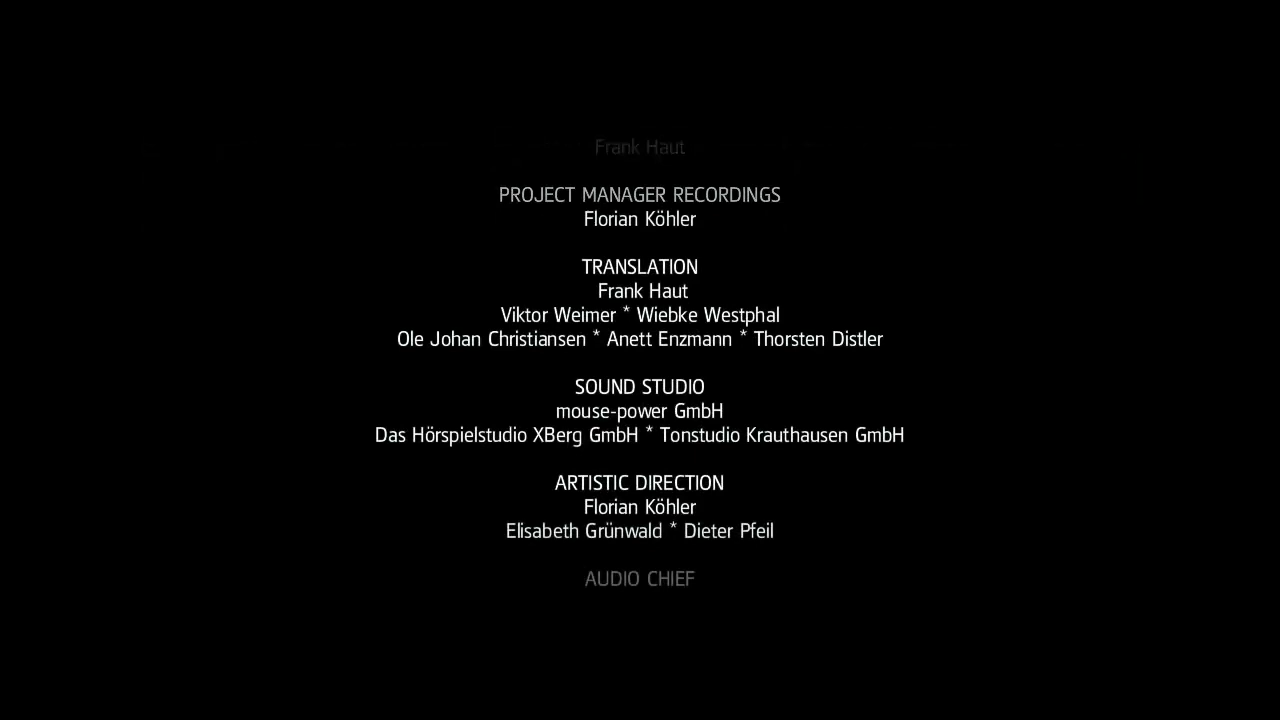 Frank Haut
PROJECT MANAGER RECORDINGS
Florian Köhler
TRANSLATION
Frank Haut
Viktor Weimer * Wiebke Westphal
Ole Johan Christiansen * Anett Enzmann * Thorsten Distler
SOUND STUDIO
mouse-power GmbH
Das Hörspielstudio XBerg GmbH * Tonstudio Krauthausen GmbH
ARTISTIC DIRECTION
Florian Köhler
Elisabeth Grünwald * Dieter Pfeil
AUDIO CHIEF